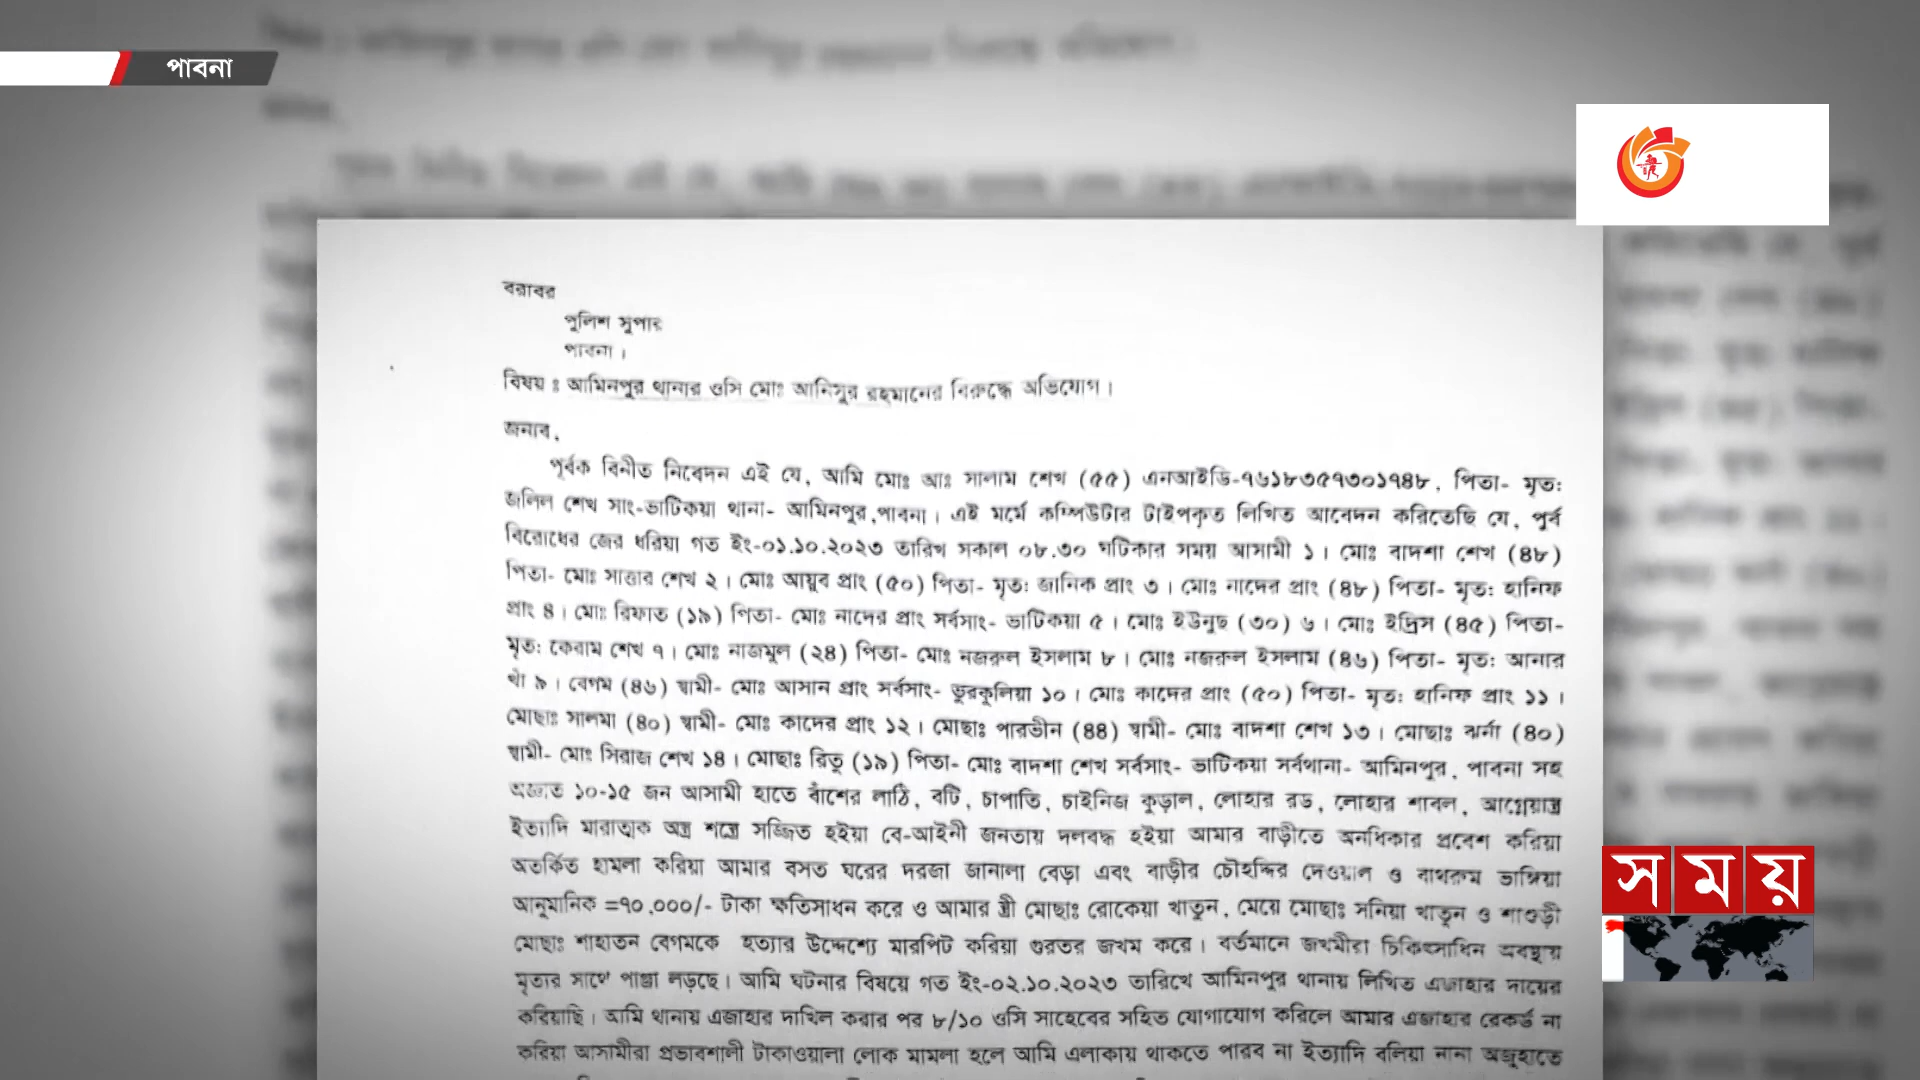 পাবনা
বরাবর
পুলিশ সুপার
পাবনা।
বিষয় ঃ আমিনপুর থানার ওসি মোঃ আনিসুর রহমানের বিরুদ্ধে অভিযোগ।
জনাব,
পূর্বক বিনীত নিবেদন এই যে, আমি মোঃ আঃ সালাম শেখ (৫৫) এনআইডি-৭৬১৮৩৫৭৩০১৭৪৮, পিতা- মৃত:
জলিল শেখ সাং-ভাটিকয়া থানা- আমিনপুর,পাবনা। এই মর্মে কম্পিউটার টাইপকৃত লিখিত আবেদন করিতেছি যে, পূর্ব
বিরোধের জের ধরিয়া গত ইং-০১.১০.২০২৩ তারিখ সকাল ০৮.৩০ ঘটিকার সময় আসামী ১। মোঃ বাদশা শেখ (৪৮)
পিতা- মোঃ সাত্তার শেখ ২। মোঃ আয়ুব প্রাং (৫০) পিতা- মৃত: জানিক প্রাং ৩। মোঃ নাদের প্রাং (৪৮) পিতা- মৃত: হানিফ
প্রাং ৪। মোঃ রিফাত (১৯) পিতা- মোঃ নাদের প্রাং সর্বসাং- ভাটিকয়া ৫। মোঃ ইউনুছ (৩০) ৬। মোঃ ইদ্রিস (৪৫) পিতা-
মৃত: কেরাম শেখ ৭। মোঃ নাজমুল (২৪) পিতা- মোঃ নজরুল ইসলাম ৮। মোঃ নজরুল ইসলাম (৪৬) পিতা- মৃত: আনার
খাঁ ৯। বেগম (৪৬) স্বামী- মোঃ আসান প্রাং সর্বসাং- ভুরকুলিয়া ১০। মোঃ কাদের প্রাং (৫০) পিতা- মৃত: হানিফ প্রাং ১১।
মোছাঃ সালমা (৪০) স্বামী- মোঃ কাদের প্রাং ১২। মোছাঃ পারভীন (৪৪) স্বামী- মোঃ বাদশা শেখ ১৩। মোছাঃ ঝর্না (৪০)
স্বামী- মোঃ সিরাজ শেখ ১৪। মোছাঃ রিতু (১৯) পিতা- মোঃ বাদশা শেখ সর্বসাং- ভাটিকয়া সর্বথানা- আমিনপুর, পাবনা সহ
অজ্ঞাত ১০-১৫ জন আসামী হাতে বাঁশের লাঠি, বটি, চাপাতি, চাইনিজ কুড়াল, লোহার রড, লোহার শাবল, আগ্নেয়াস্ত্র
ইত্যাদি মারাত্মক অস্ত্র শস্ত্রে সজ্জিত হইয়া বে-আইনী জনতায় দলবদ্ধ হইয়া আমার বাড়ীতে অনধিকার প্রবেশ করিয়া
অতর্কিত হামলা করিয়া আমার বসত ঘরের দরজা জানালা বেড়া এবং বাড়ীর চৌহদ্দির দেওয়াল ও বাথরুম ভাঙ্গিয়া
আনুমানিক =৭০,০০০/- টাকা ক্ষতিসাধন করে ও আমার স্ত্রী মোছাঃ রোকেয়া খাতুন, মেয়ে মোছাঃ সনিয়া খাতুন ও শাওড়ী
মোছাঃ শাহাতন বেগমকে হত্যার উদ্দেশ্যে মারপিট করিয়া গুরতর জখম করে। বর্তমানে জখমীরা চিকিৎসাধিন অবস্থায়
মৃত্যর সাথে পাঞ্জা লড়ছে। আমি ঘটনার বিষয়ে গত ইং-০২.১০.২০২৩ তারিখে আমিনপুর থানায় লিখিত এজাহার দায়ের
করিয়াছি। আমি থানায় এজাহার দাখিল করার পর ৮/১০ ওসি সাহেবের সহিত যোগাযোগ করিলে আমার এজাহার রেকর্ড না
করিয়া আসামীরা প্রভাবশালী টাকাওয়ালা লোক মামলা হলে আমি এলাকায় থাকতে পারব না ইত্যাদি বলিয়া নানা অজুহাতে
সময়